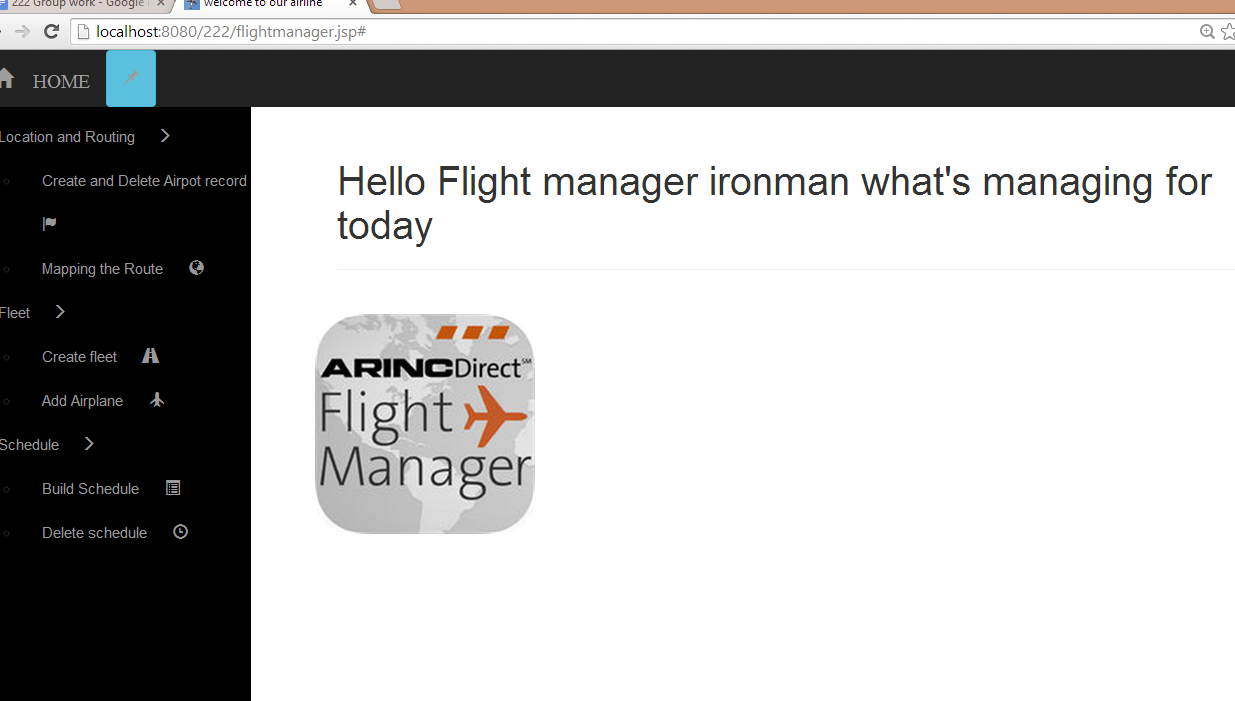 222 Group work - Google
welcome to our airline
localhost:8080/222/flightmanager.jsp#
HOME
Location and Routing
Create and Delete Airpot record
Mapping the Route
Fleet
Create fleet
Add Airplane
Schedule
Build Schedule
Delete schedule
Hello Flight manager ironman what's managing for
today
ARINCDirect℠
Flight
Manager